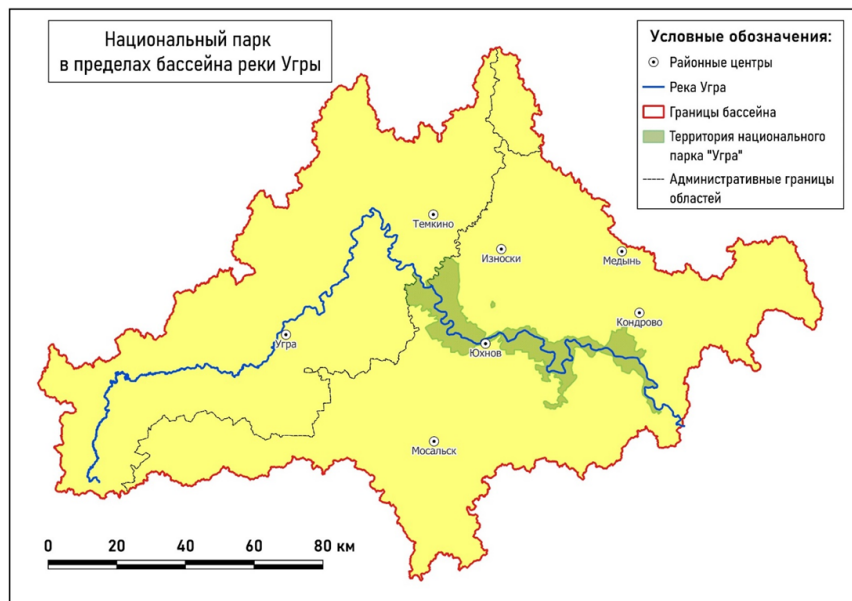 Национальный парк
в пределах бассейна реки Угры
Условные обозначения:
Районные центры
Река Угра
Границы бассейна
Территория национального
парка "Угра"
Административные границы
областей
Темкино
Износки
Медынь
Кондрово
Угра
Юхнов
Мосальск
0 20 40 60 80 км